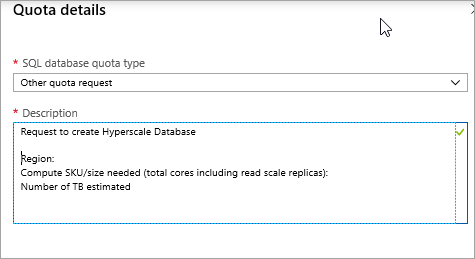 Quota details
* SQL database quota type
Other quota request
* Description
Request to create Hyperscale Database
Region:
Compute SKU/size needed (total cores including read scale replicas):
Number of TB estimated